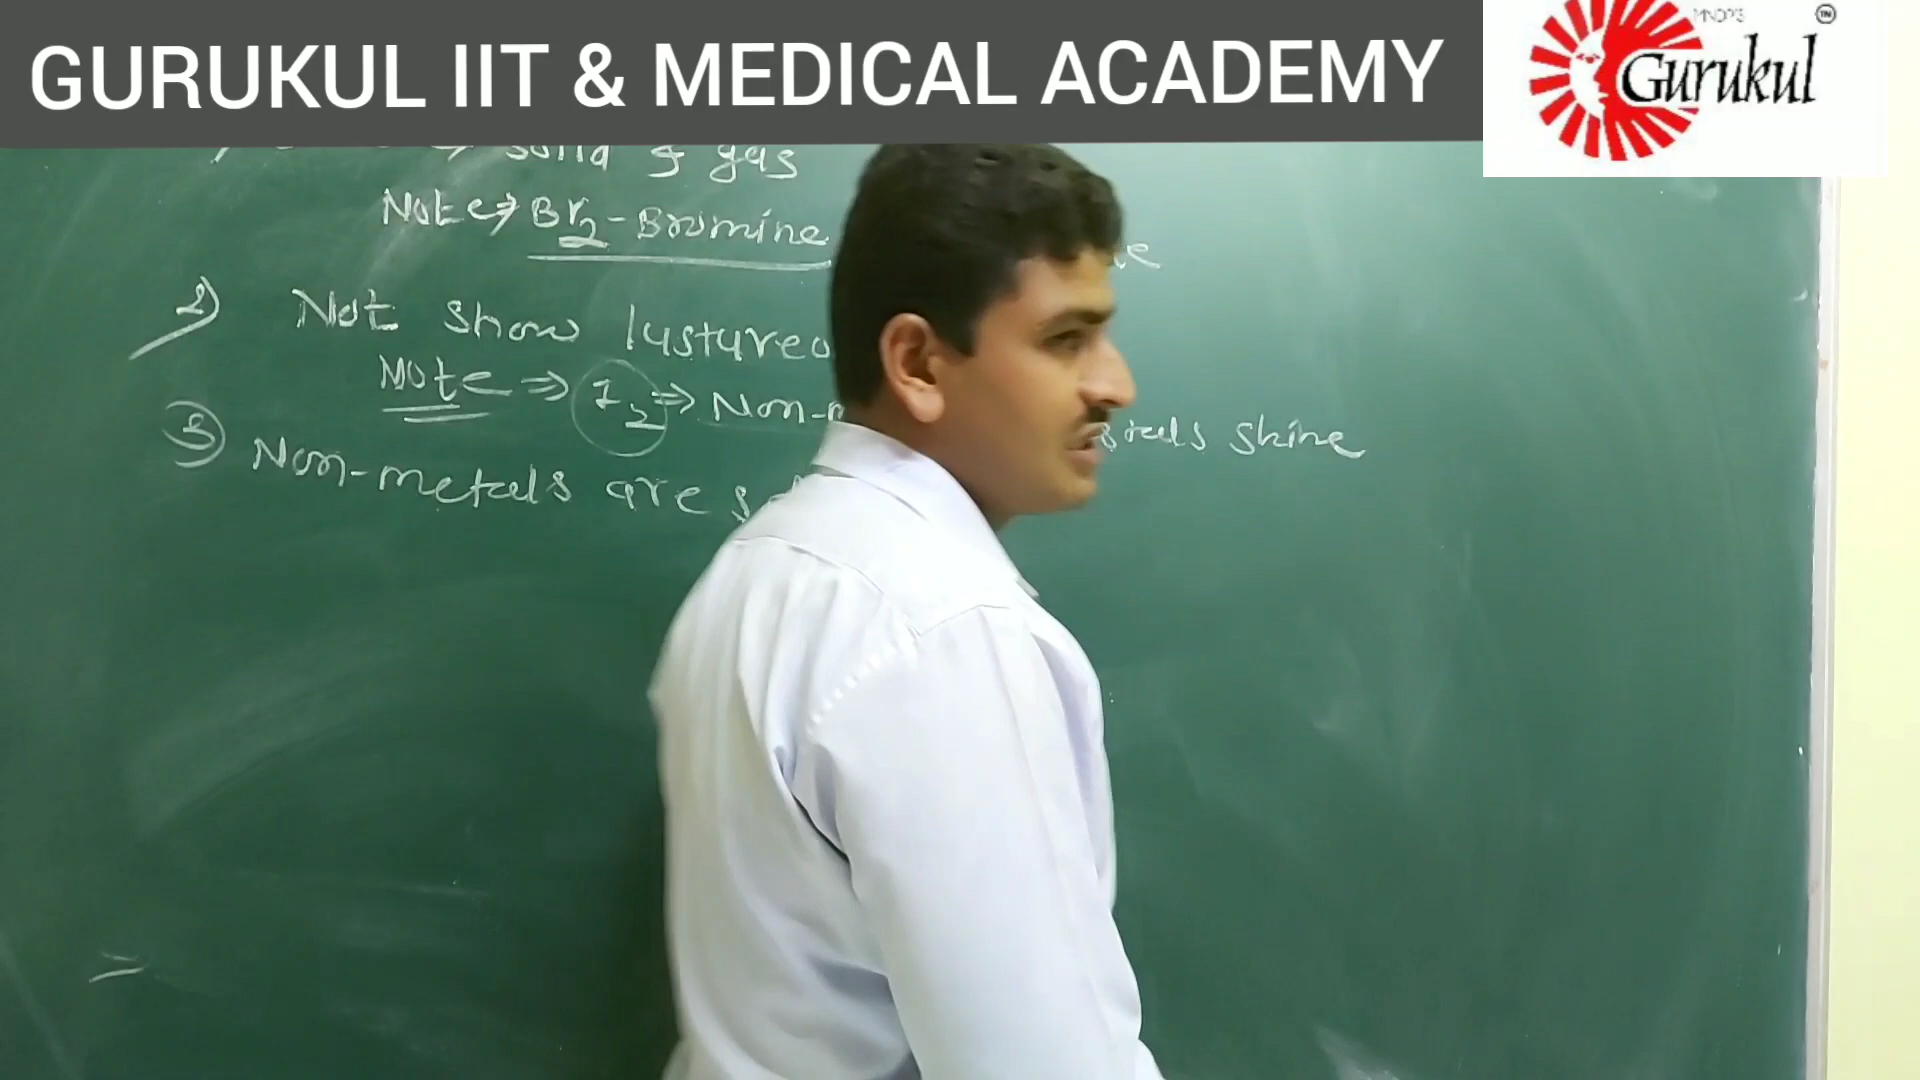 GURUKUL IIT & MEDICAL ACADEMY
Gurukul
solid & gas
Note → Br2 - Bromine
2) Not show lustureo
Note ⇒ I2 ⇒ Non-m
stals shine
3 Non-metals are